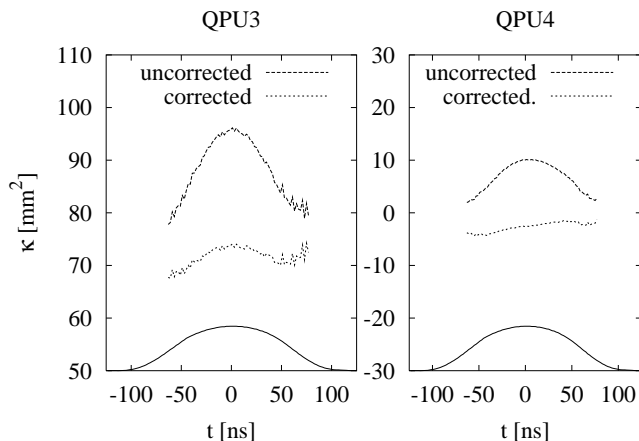 QPU3 QPU4
110 40
uncorrected uncorrected
100 30
corrected corrected.
90 20
80 10
κ [mm²] 0
70 -10
60 -20
50 -30
-100 -50 0 50 100 -100 -50 0 50 100
t [ns] t [ns]